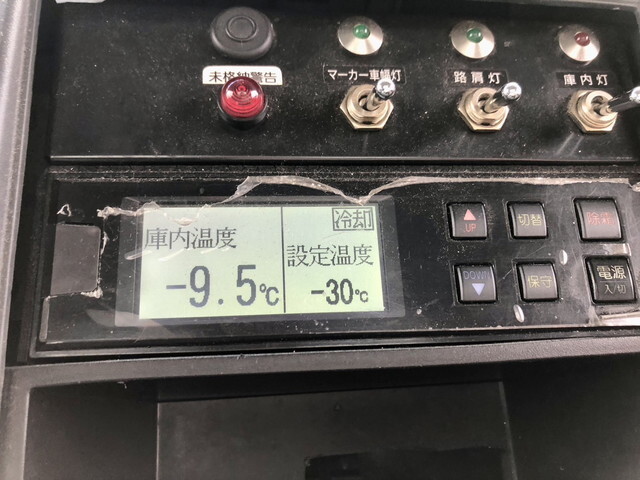 未格納警告
マーカー車幅灯
路肩灯
庫内灯
冷却
庫内温度
-9.5℃
設定温度
-30℃
UP
切替
除霜
DOWN
保守
電源
入/切